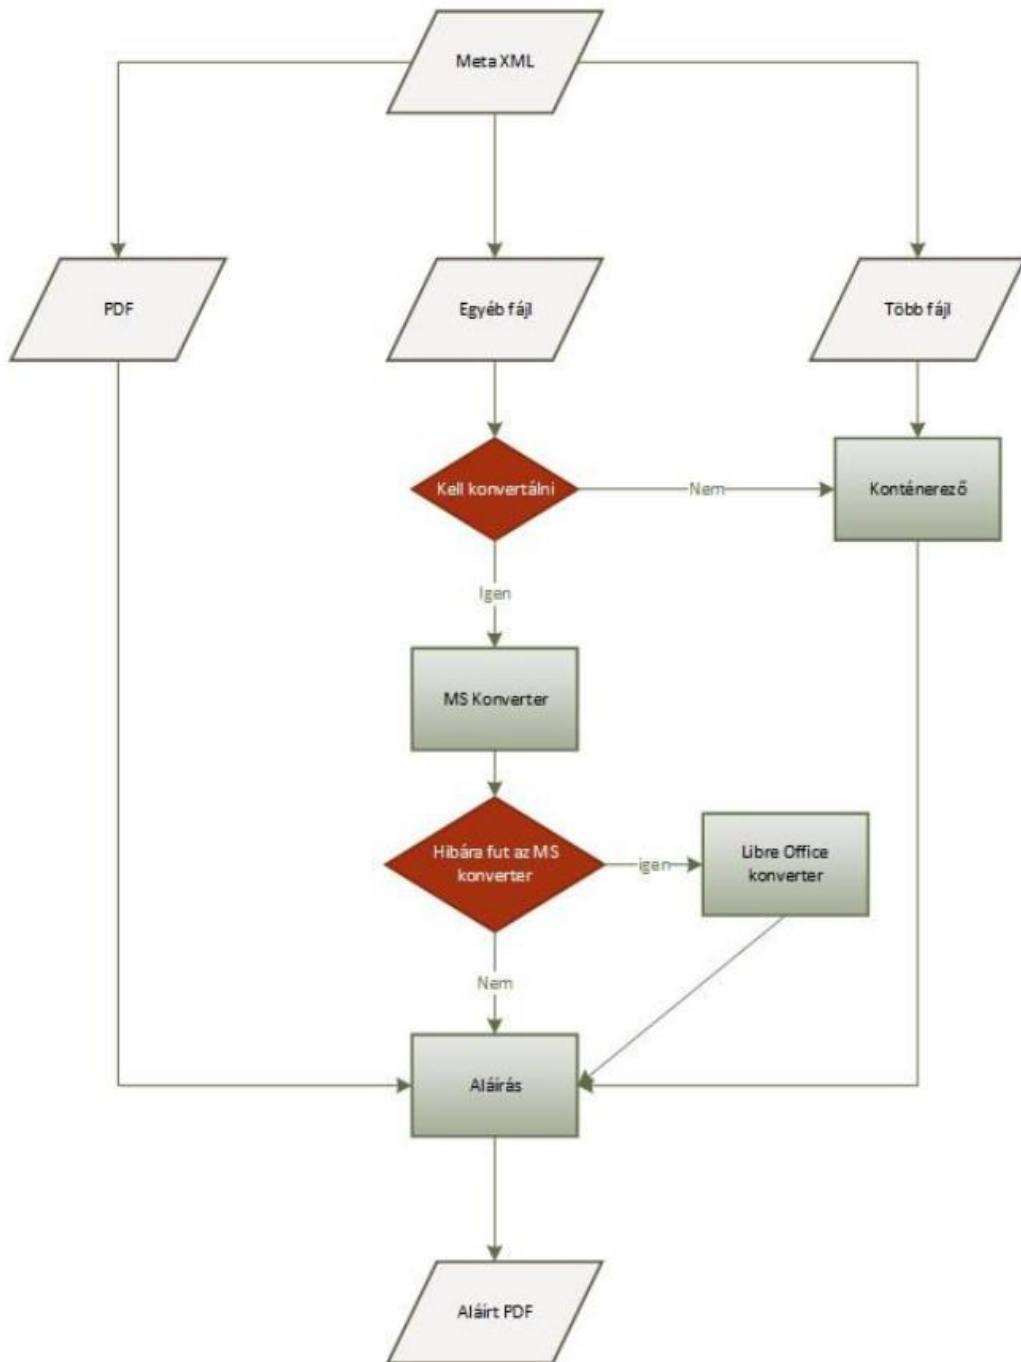 Meta XML
PDF
Egyéb fájl
Több fájl
Kell konvertálni
Nem
Konténerező
Igen
MS Konverter
Hibára fut az MS
konverter
igen
Libre Office
konverter
Nem
Aláírás
Aláírt PDF